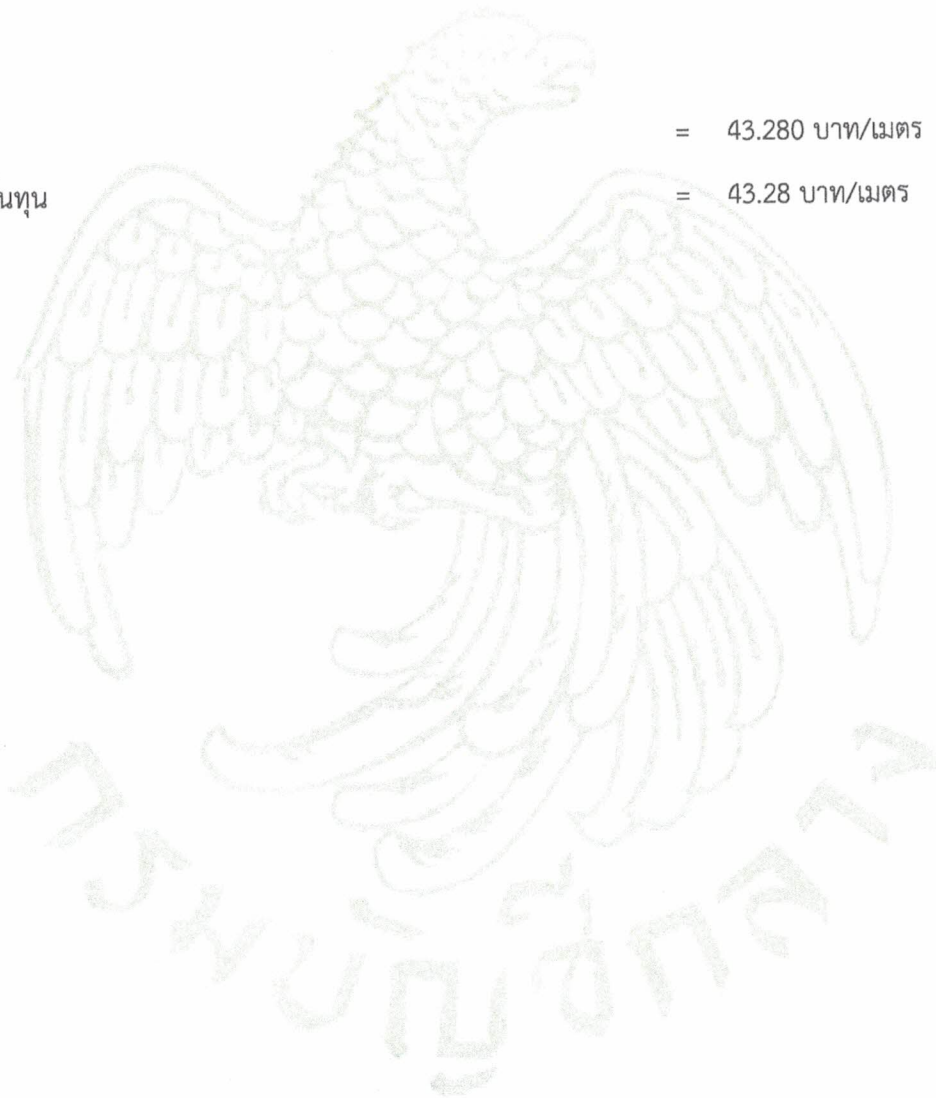 = 43.280 บาท/เมตร
นทุน = 43.28 บาท/เมตร
กรมบัญชีกลาง